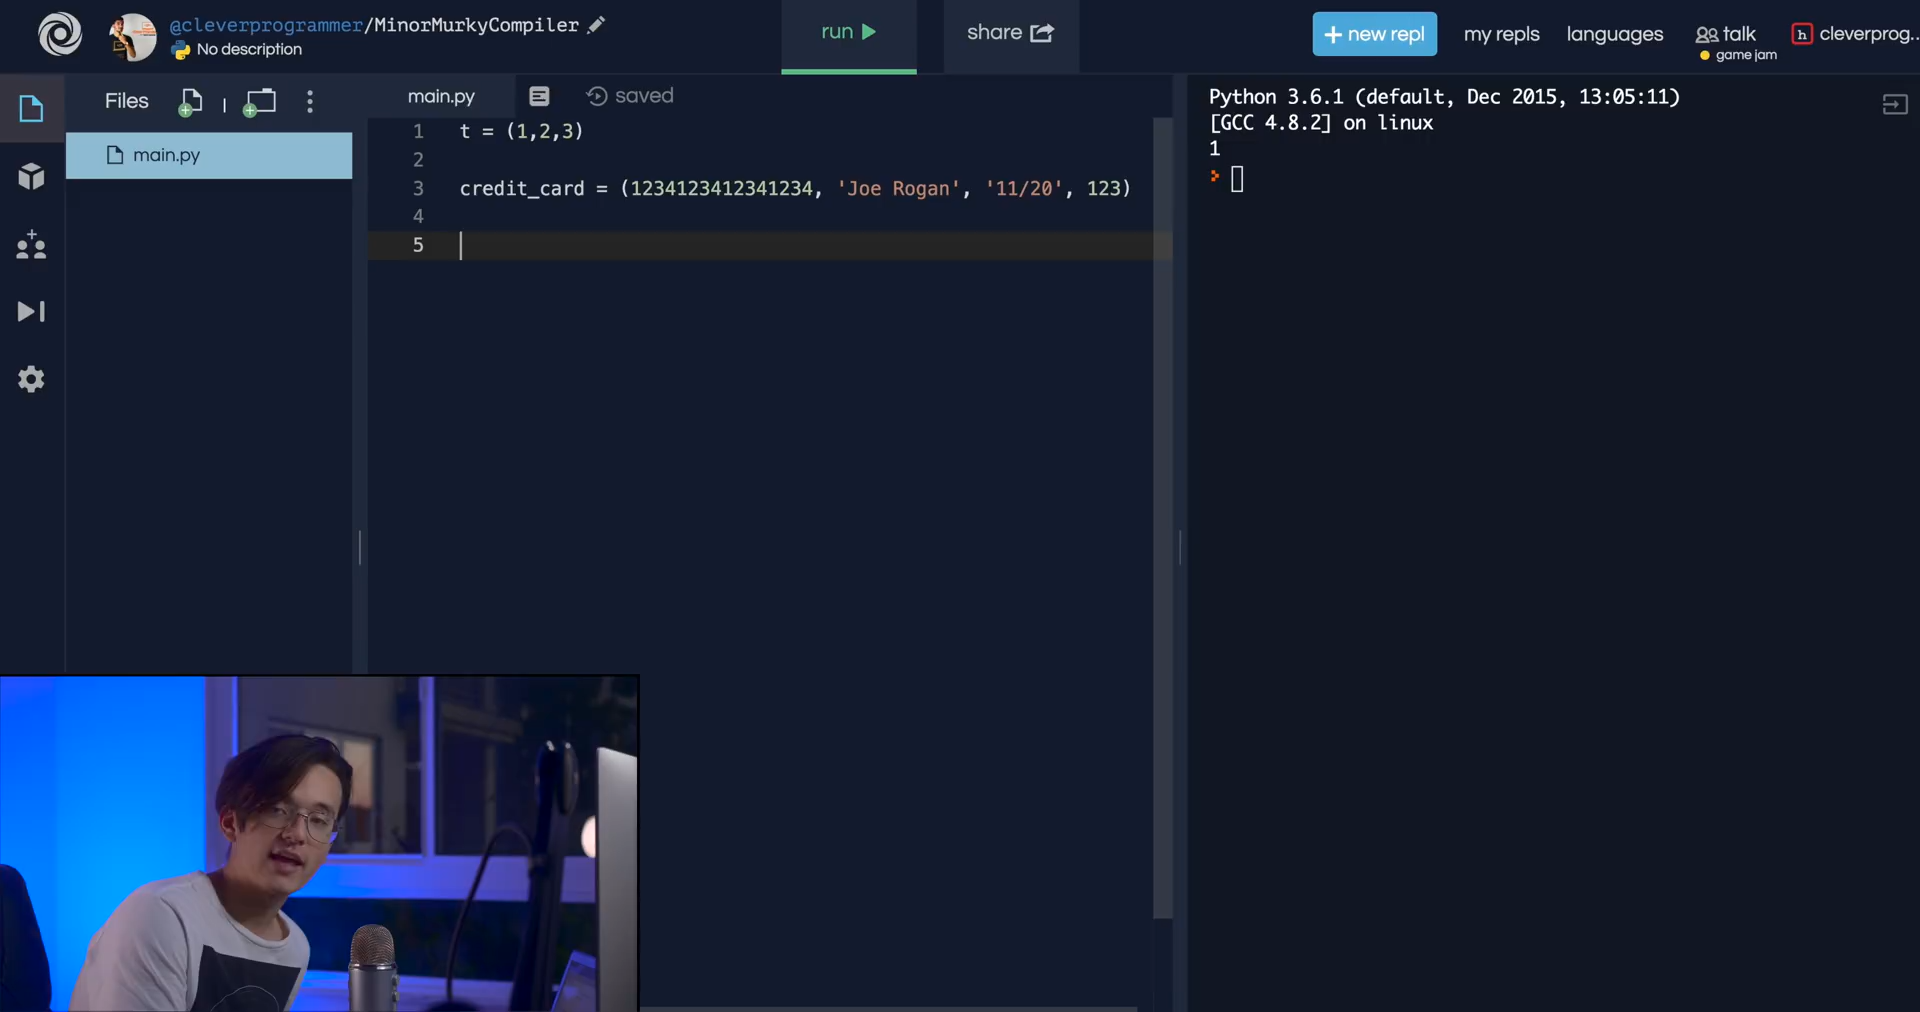 @cleverprogrammer/MinorMurkyCompiler
No description
run
share
+ new repl
my repls
languages
talk
game jam
h
cleverprog...
Files
main.py
main.py
saved
1 t = (1,2,3)
2
3 credit_card = (1234123412341234, 'Joe Rogan', '11/20', 123)
4
5
Python 3.6.1 (default, Dec 2015, 13:05:11)
[GCC 4.8.2] on linux
1